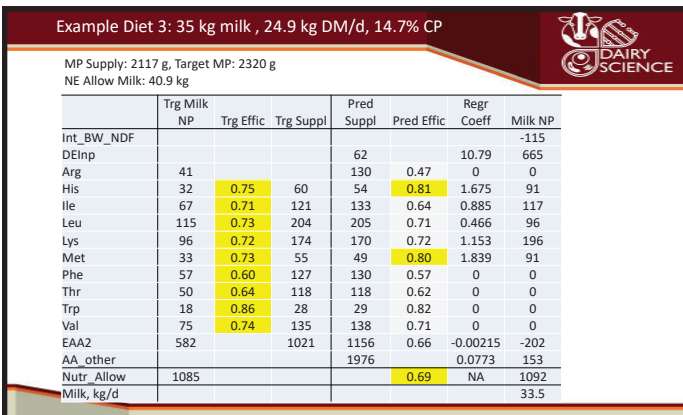 Example Diet 3: 35 kg milk , 24.9 kg DM/d, 14.7% CP
DAIRY
SCIENCE
MP Supply: 2117 g, Target MP: 2320 g
NE Allow Milk: 40.9 kg
Trg Milk NP Trg Effic Trg Suppl Pred Suppl Pred Effic Regr Coeff Milk NP
Int_BW_NDF -115
DEInp 62 10.79 665
Arg 41 130 0.47 0 0
His 32 0.75 60 54 0.81 1.675 91
Ile 67 0.71 121 133 0.64 0.885 117
Leu 115 0.73 204 205 0.71 0.466 96
Lys 96 0.72 174 170 0.72 1.153 196
Met 33 0.73 55 49 0.80 1.839 91
Phe 57 0.60 127 130 0.57 0 0
Thr 50 0.64 118 118 0.62 0 0
Trp 18 0.86 28 29 0.82 0 0
Val 75 0.74 135 138 0.71 0 0
EAA2 582 1021 1156 0.66 -0.00215 -202
AA_other 1976 0.0773 153
Nutr_Allow 1085 0.69 NA 1092
Milk, kg/d 33.5